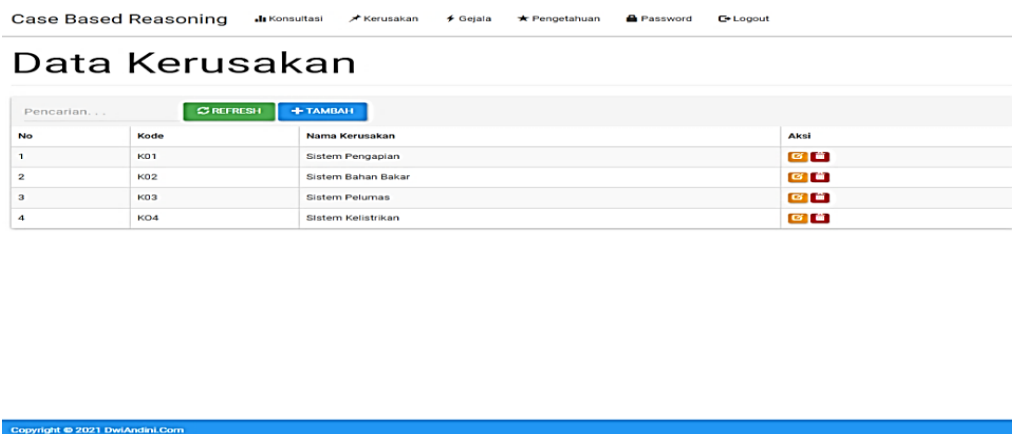 Case Based Reasoning Konsultasi Kerusakan Gejala Pengetahuan Password Logout
Data Kerusakan
Pencarian. . . REFRESH TAMBAH
No Kode Nama Kerusakan Aksi
1 K01 Sistem Pengapian
2 K02 Sistem Bahan Bakar
3 K03 Sistem Pelumas
4 KO4 SIstem Kelistrikan
Copyright © 2021 DwiAndini.Com